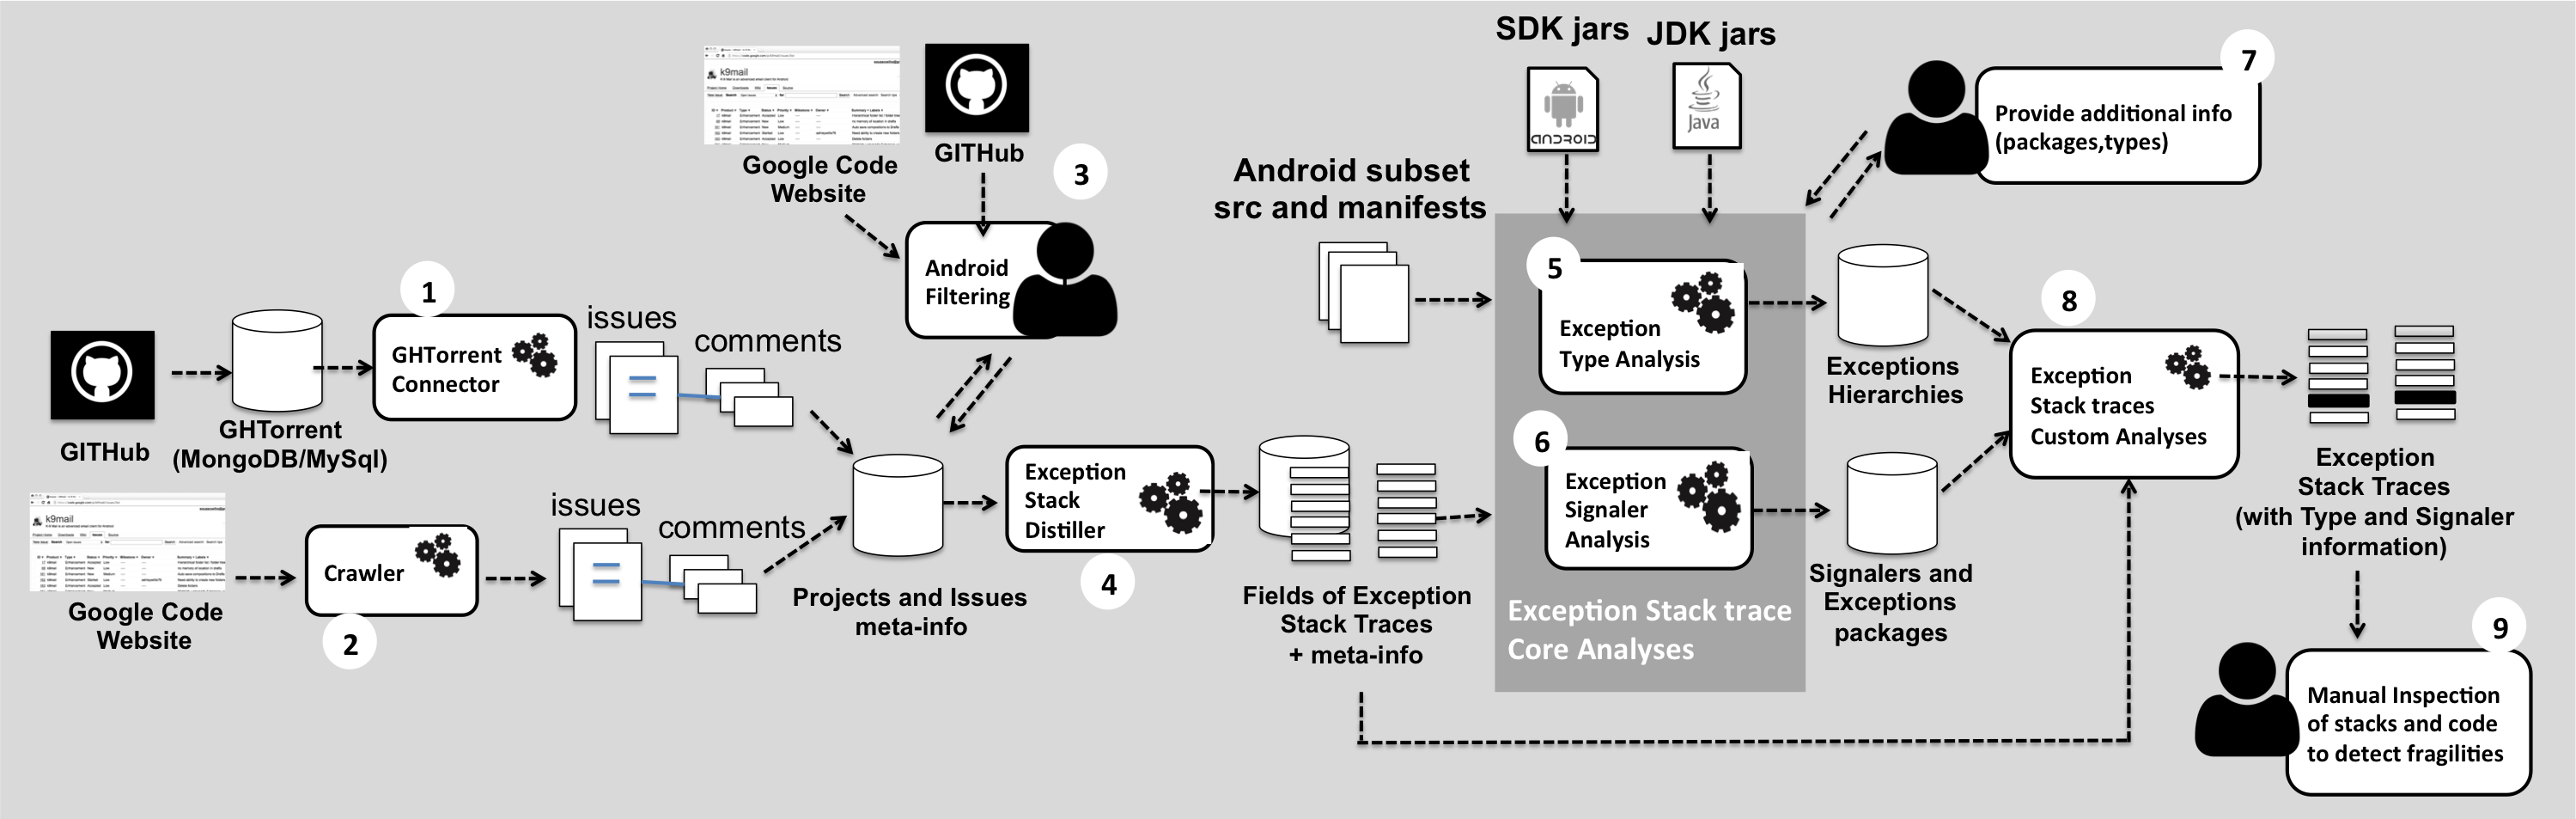 SDK jars
JDK jars
7
k9mail
GITHub
Google Code
Website
3
ANDROID
Java
Provide additional info
(packages,types)
Android subset
src and manifests
Android
Filtering
1
GHTorrent
Connector
issues
comments
GITHub
GHTorrent
(MongoDB/MySql)
5
Exception
Type Analysis
Exceptions
Hierarchies
8
Exception
Stack traces
Custom Analyses
6
Exception
Signaler
Analysis
Exception Stack trace
Core Analyses
Signalers and
Exceptions
packages
Exception
Stack Traces
(with Type and Signaler
information)
k9mail
Google Code
Website
Crawler
2
issues
comments
Projects and Issues
meta-info
Exception
Stack
Distiller
4
Fields of Exception
Stack Traces
+ meta-info
9
Manual Inspection
of stacks and code
to detect fragilities